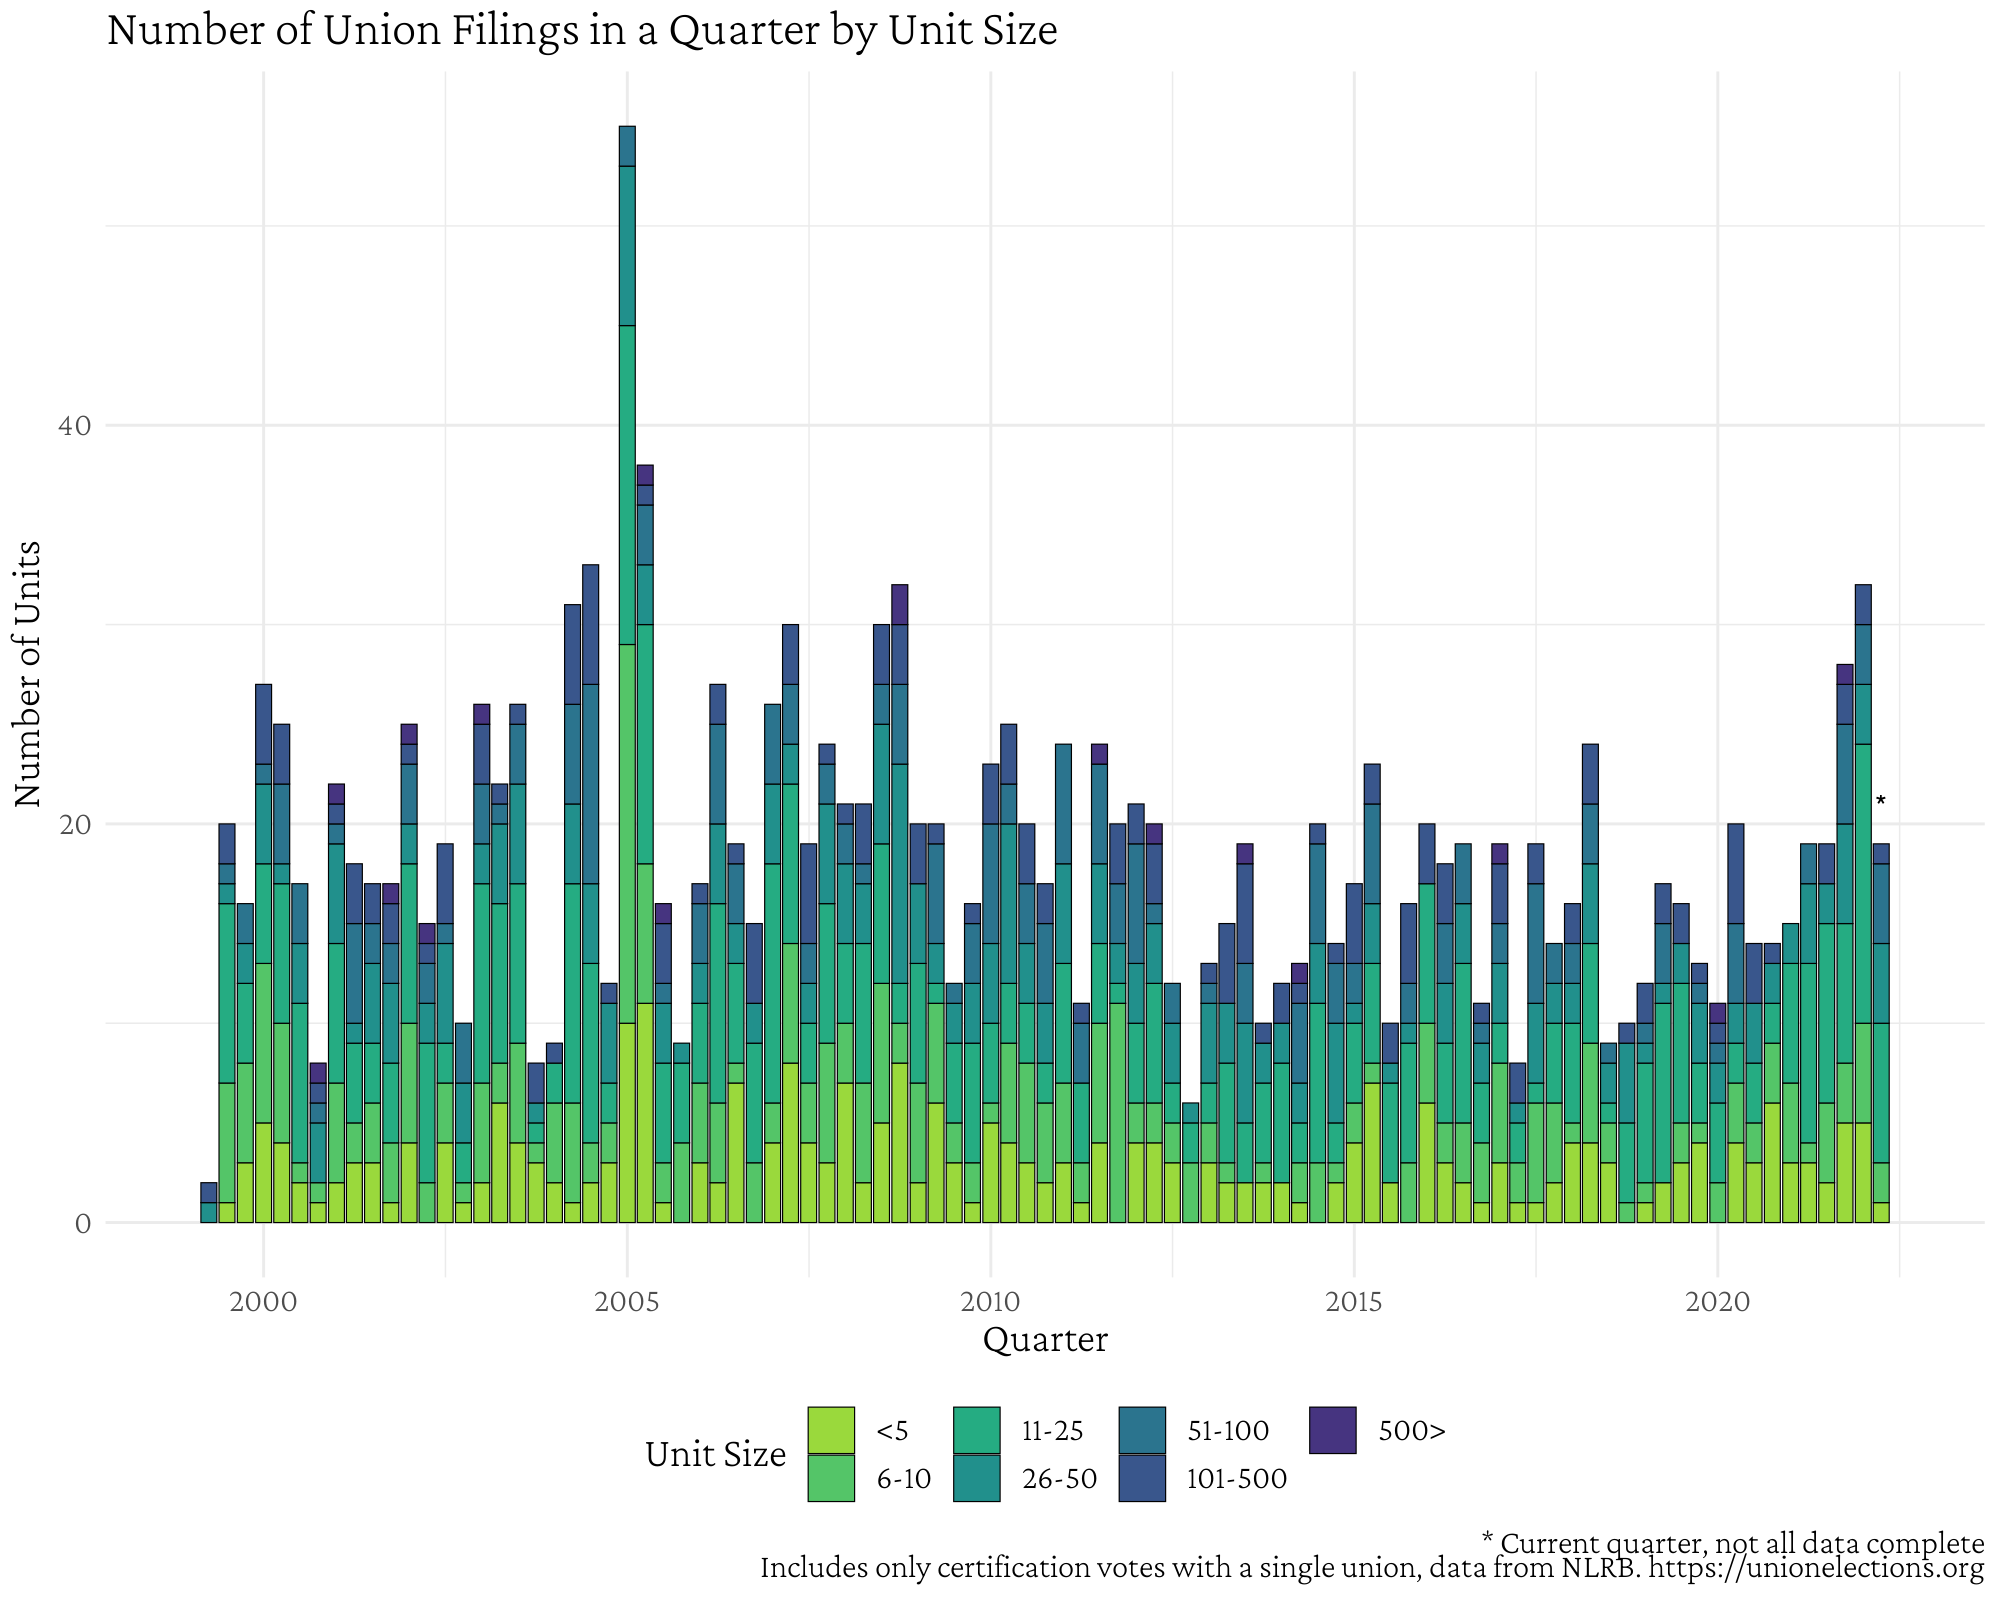 Number of Union Filings in a Quarter by Unit Size
Number of Units
40
20
0
*
2000 2005 2010 2015 2020
Quarter
Unit Size
<5 11-25 51-100 500>
6-10 26-50 101-500
* Current quarter, not all data complete
Includes only certification votes with a single union, data from NLRB. https://unionelections.org